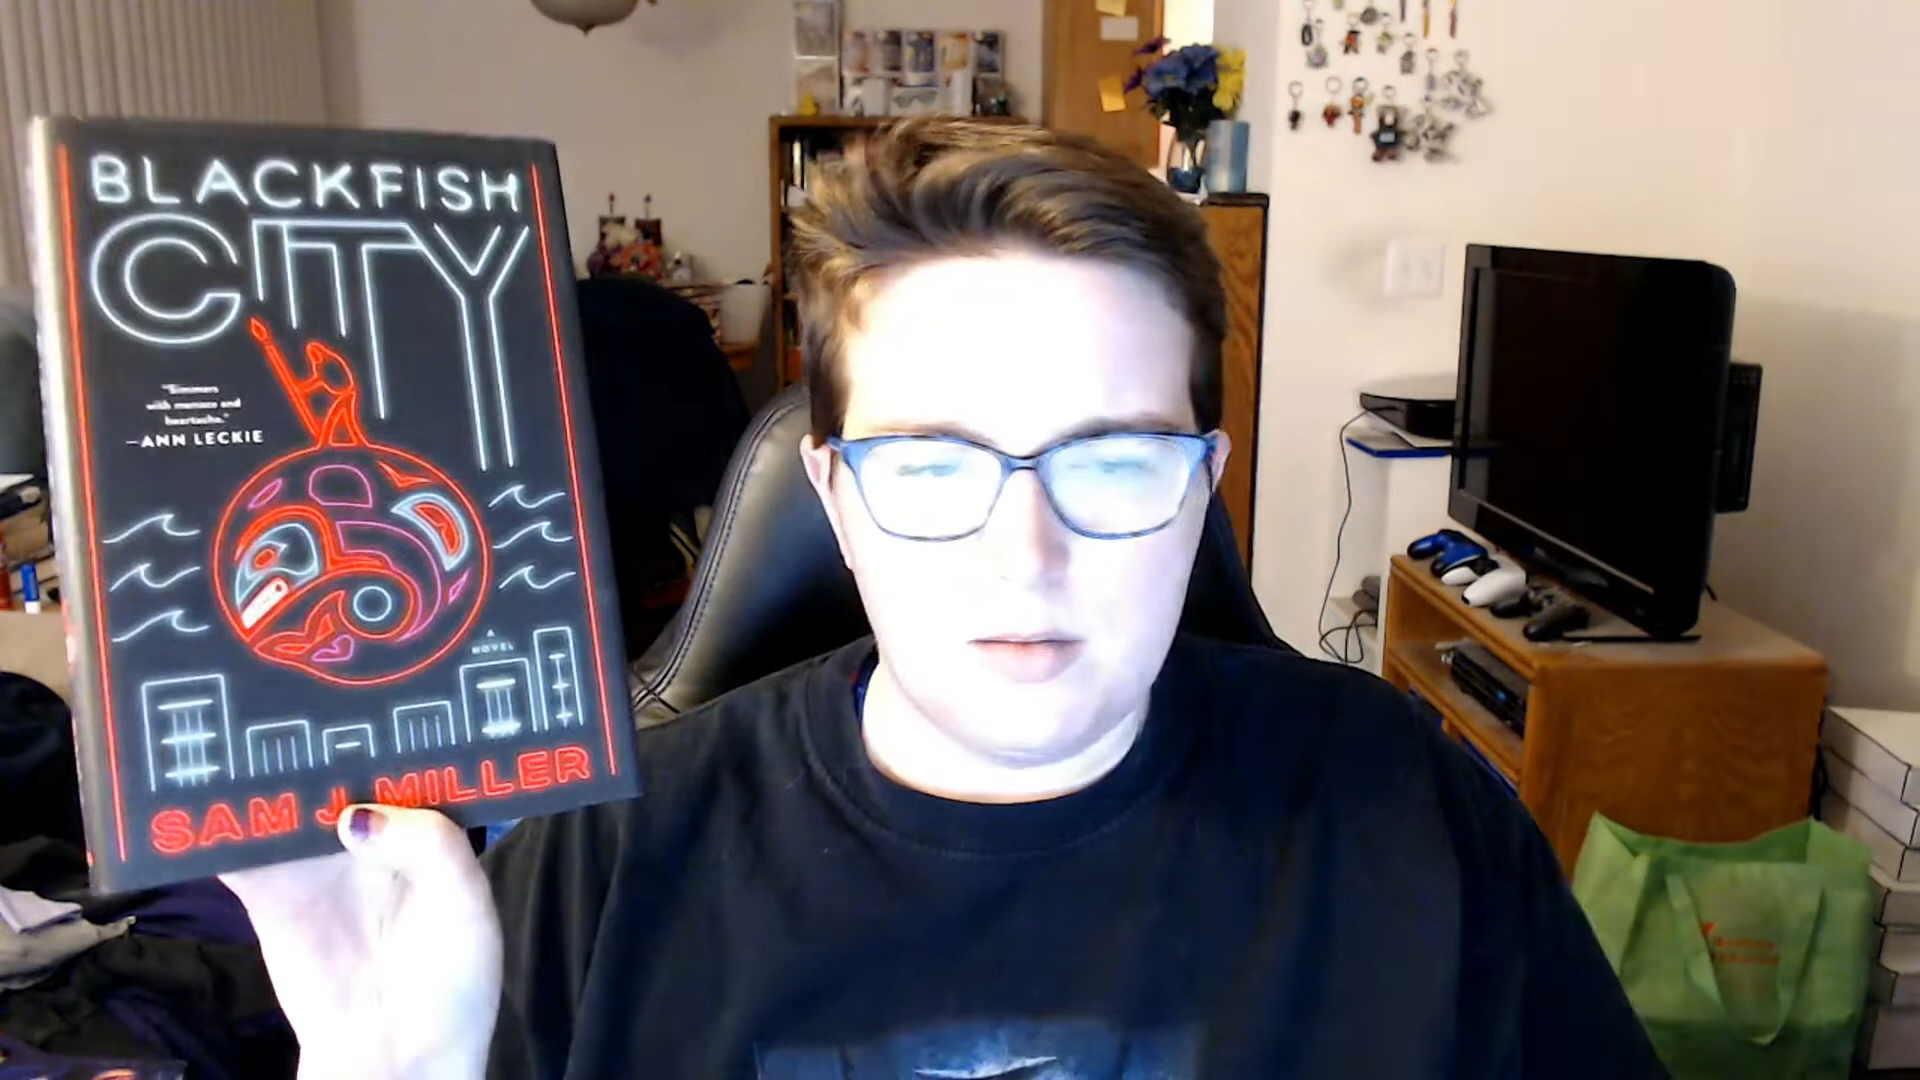 BLACKFISH
CITY
"Simmers
with menace and
heartache."
—ANN LECKIE
A
NOVEL
SAM J. MILLER